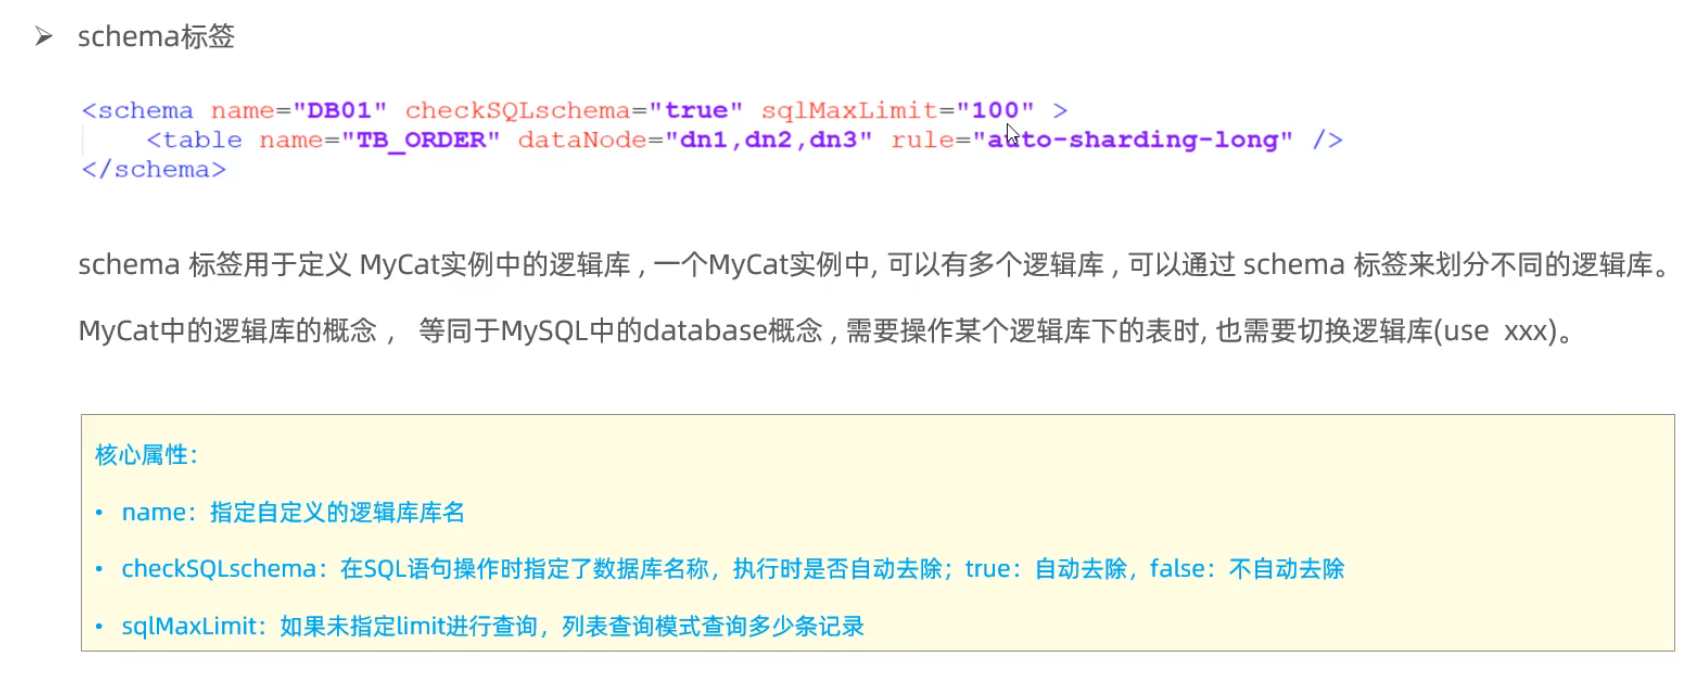 ➢ schema标签
<schema name="DB01" checkSQLschema="true" sqlMaxLimit="100" >
<table name="TB_ORDER" dataNode="dn1,dn2,dn3" rule="auto-sharding-long" />
</schema>
schema 标签用于定义 MyCat实例中的逻辑库 , 一个MyCat实例中, 可以有多个逻辑库 , 可以通过 schema 标签来划分不同的逻辑库。
MyCat中的逻辑库的概念 ， 等同于MySQL中的database概念 , 需要操作某个逻辑库下的表时, 也需要切换逻辑库(use xxx)。
核心属性：
• name：指定自定义的逻辑库库名
• checkSQLschema：在SQL语句操作时指定了数据库名称，执行时是否自动去除；true：自动去除，false：不自动去除
• sqlMaxLimit：如果未指定limit进行查询，列表查询模式查询多少条记录